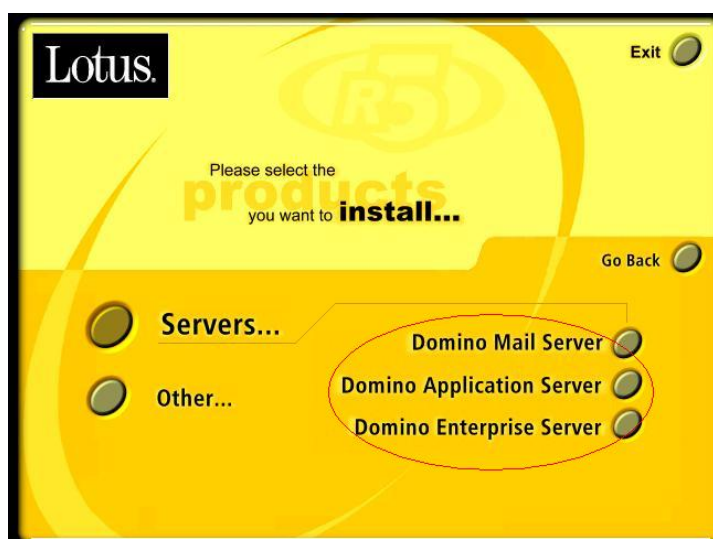 Lotus.
Exit
R5
Please select the
products
you want to install...
Go Back
Servers...
Domino Mail Server
Other...
Domino Application Server
Domino Enterprise Server